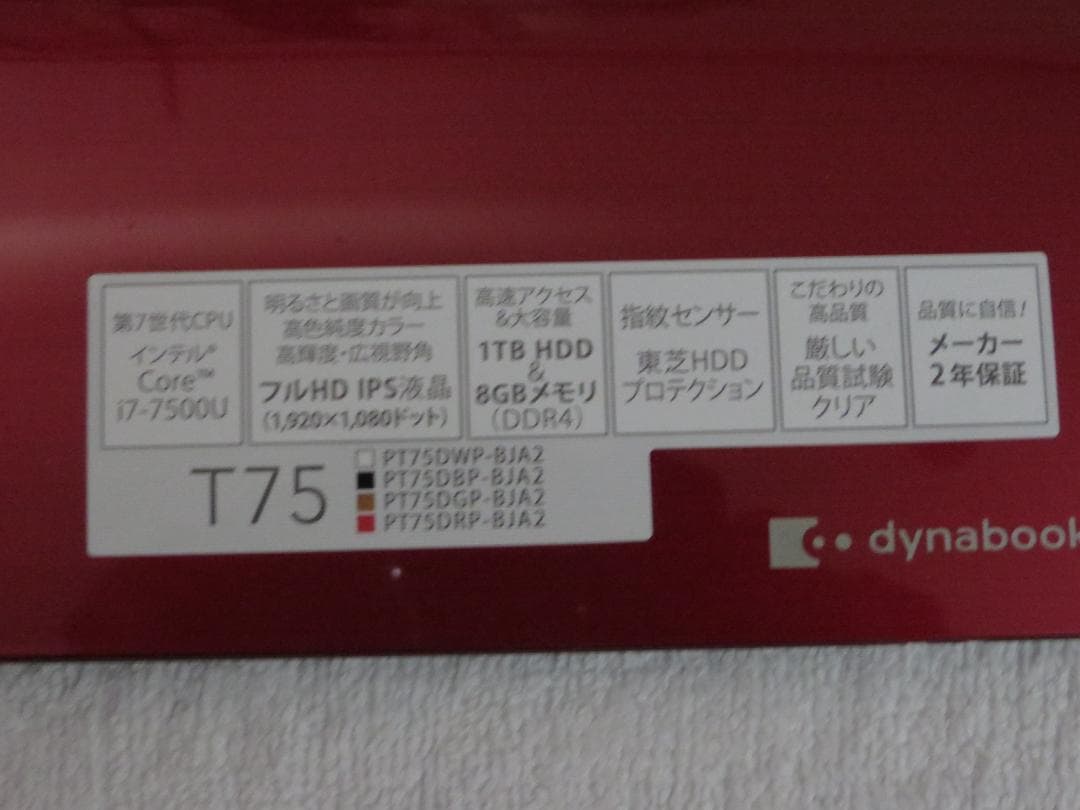 第7世代CPU
インテル®
Core™
i7-7500U
明るさと画質が向上
高色純度カラー
高輝度・広視野角
フルHD IPS液晶
(1,920×1,080ドット)
高速アクセス
&大容量
1TB HDD
&
8GBメモリ
(DDR4)
指紋センサー
東芝HDD
プロテクション
こだわりの
高品質
厳しい
品質試験
クリア
品質に自信!
メーカー
2年保証
T75
PT75DWP-BJA2
PT75DBP-BJA2
PT75DGP-BJA2
PT75DRP-BJA2
dynabook